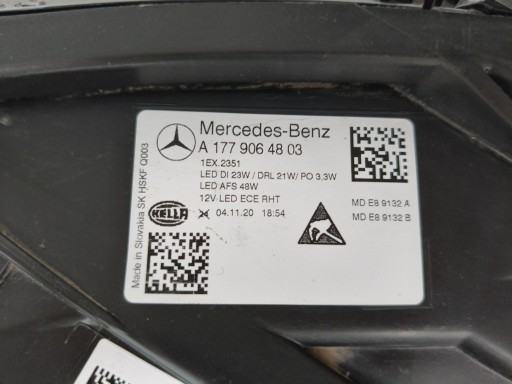 Mercedes-Benz
A 177 906 48 03
1EX.2351
LED DI 23W / DRL 21W/ PO 3,3W
LED AFS 48W
12V LED ECE RHT
HELLA
04.11.20 18:54
MD E8 9132 A
MD E8 9132 B
Made in Slovakia SK HSKF Q003